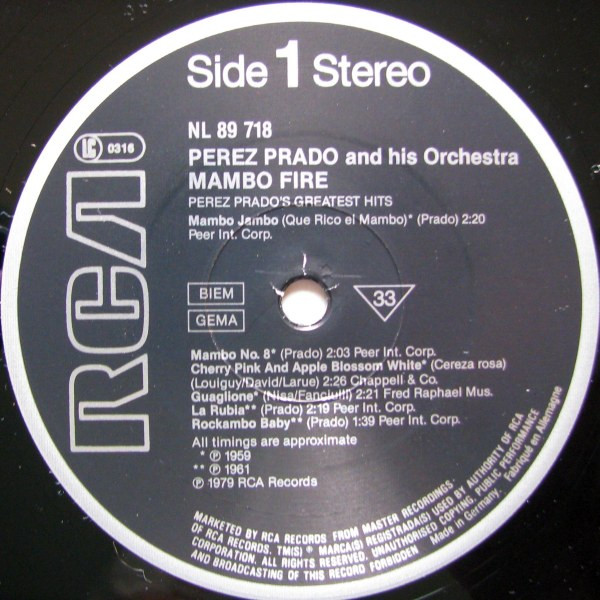 Side 1 Stereo
NL 89 718
LC 0316
PEREZ PRADO and his Orchestra
MAMBO FIRE
PEREZ PRADO'S GREATEST HITS
Mambo Jambo (Que Rico el Mambo)* (Prado) 2:20
Peer Int. Corp.
RCA
BIEM
GEMA
33
Mambo No. 8* (Prado) 2:03 Peer Int. Corp.
Cherry Pink And Apple Blossom White* (Cereza rosa)
(Louiguy/David/Larue) 2:26 Chappell & Co.
Guaglione* (Nisa/Fanciulli) 2:21 Fred Raphael Mus.
La Rubia** (Prado) 2:19 Peer Int. Corp.
Rockambo Baby** (Prado) 1:39 Peer Int. Corp.
All timings are approximate
* ℗ 1959
** ℗ 1961
℗ 1979 RCA Records
MARKETED BY RCA RECORDS FROM MASTER RECORDINGS
OF RCA RECORDS. TM(S) ® MARCA(S) REGISTRADA(S) USED BY AUTHORITY OF RCA
CORPORATION. ALL RIGHTS RESERVED. UNAUTHORISED COPYING, PUBLIC PERFORMANCE
AND BROADCASTING OF THIS RECORD FORBIDDEN
Made in Germany. Fabriqué en Allemagne